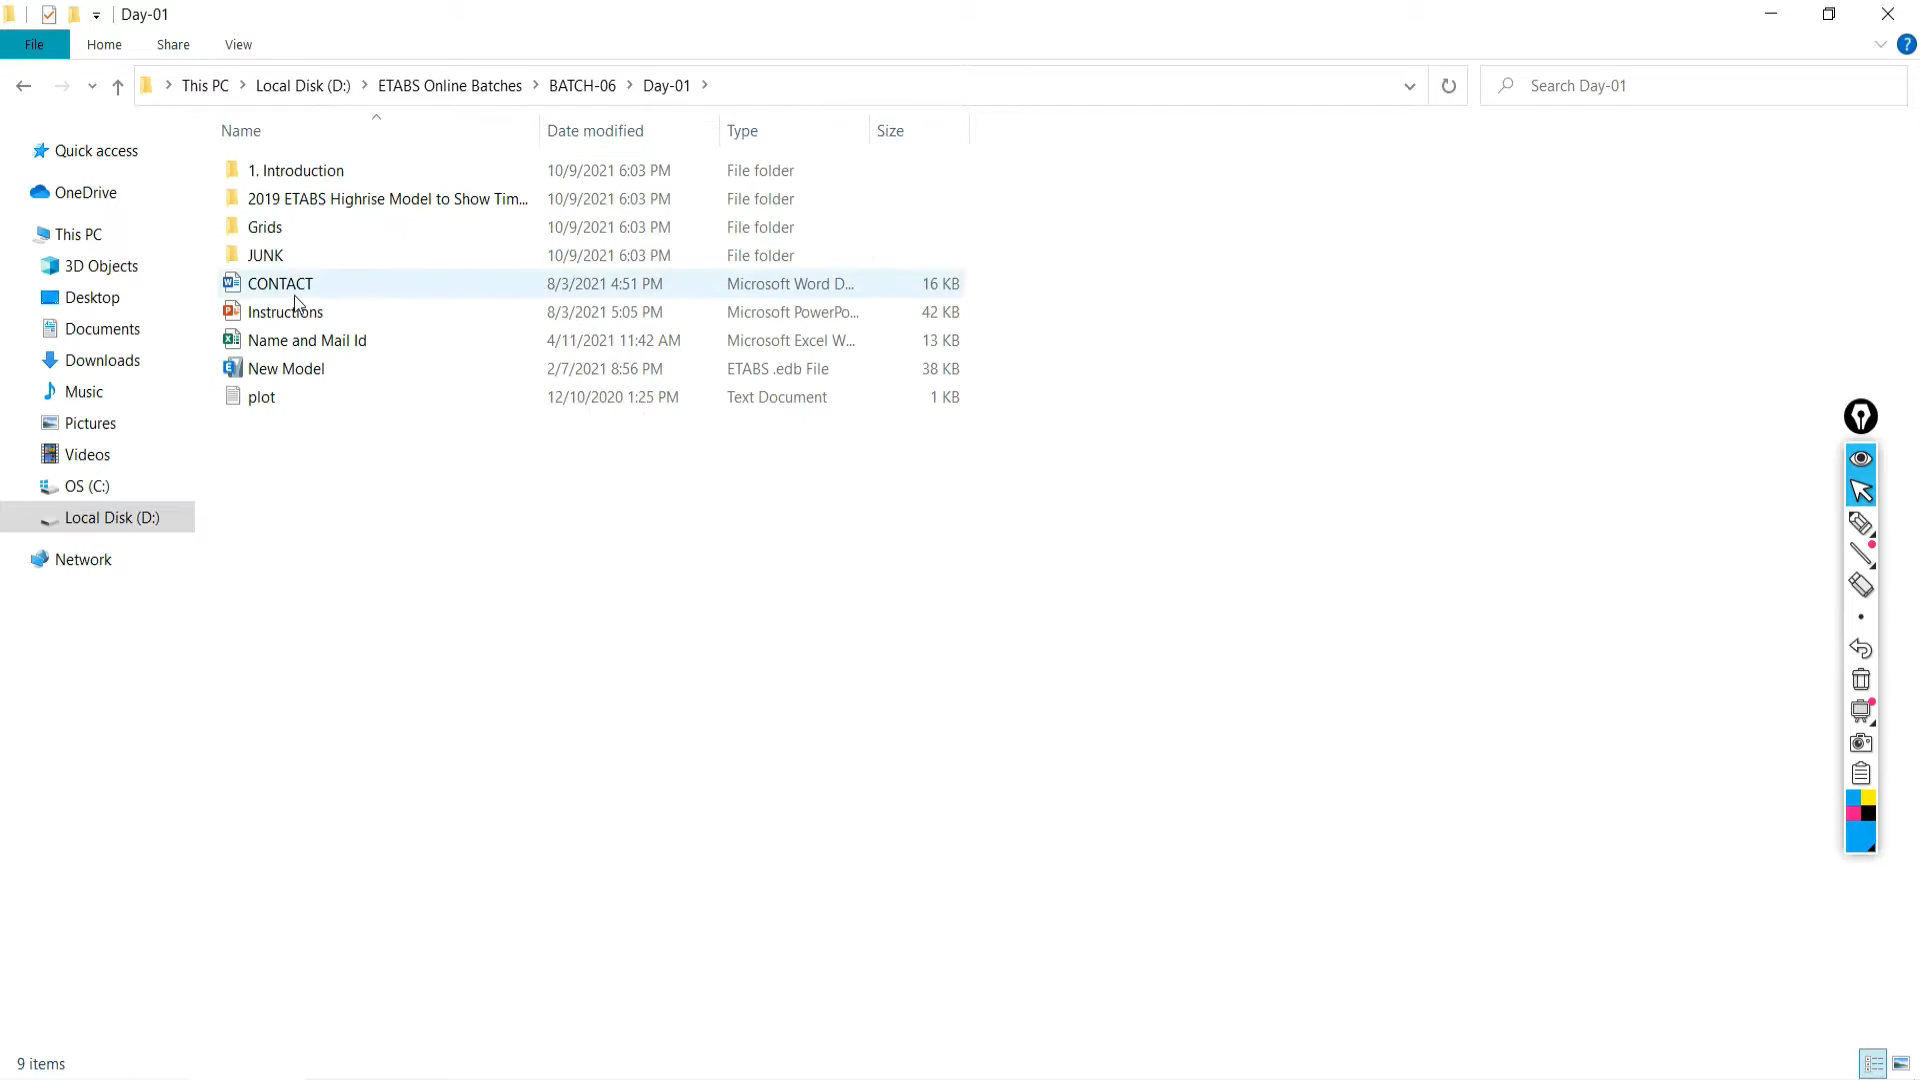 Day-01
File Home Share View
This PC Local Disk (D:) ETABS Online Batches BATCH-06 Day-01
Search Day-01
Name Date modified Type Size
Quick access
OneDrive
This PC
3D Objects
Desktop
Documents
Downloads
Music
Pictures
Videos
OS (C:)
Local Disk (D:)
Network
1. Introduction 10/9/2021 6:03 PM File folder
2019 ETABS Highrise Model to Show Tim... 10/9/2021 6:03 PM File folder
Grids 10/9/2021 6:03 PM File folder
JUNK 10/9/2021 6:03 PM File folder
CONTACT 8/3/2021 4:51 PM Microsoft Word D... 16 KB
Instructions 8/3/2021 5:05 PM Microsoft PowerPo... 42 KB
Name and Mail Id 4/11/2021 11:42 AM Microsoft Excel W... 13 KB
New Model 2/7/2021 8:56 PM ETABS .edb File 38 KB
plot 12/10/2020 1:25 PM Text Document 1 KB
9 items